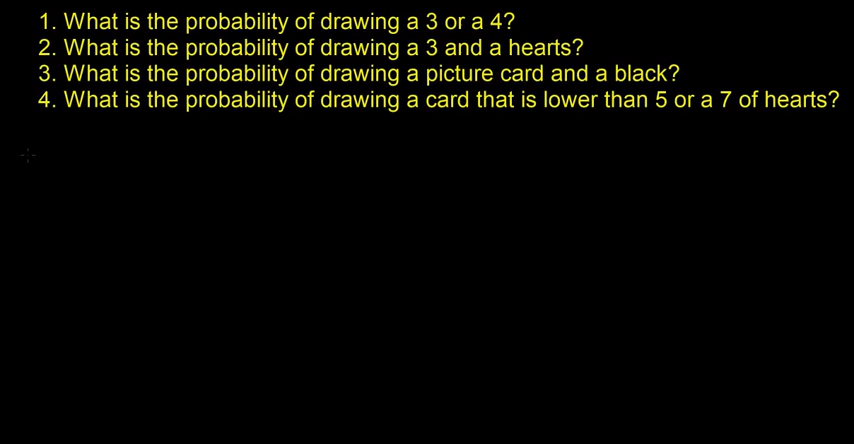 1. What is the probability of drawing a 3 or a 4?
2. What is the probability of drawing a 3 and a hearts?
3. What is the probability of drawing a picture card and a black?
4. What is the probability of drawing a card that is lower than 5 or a 7 of hearts?